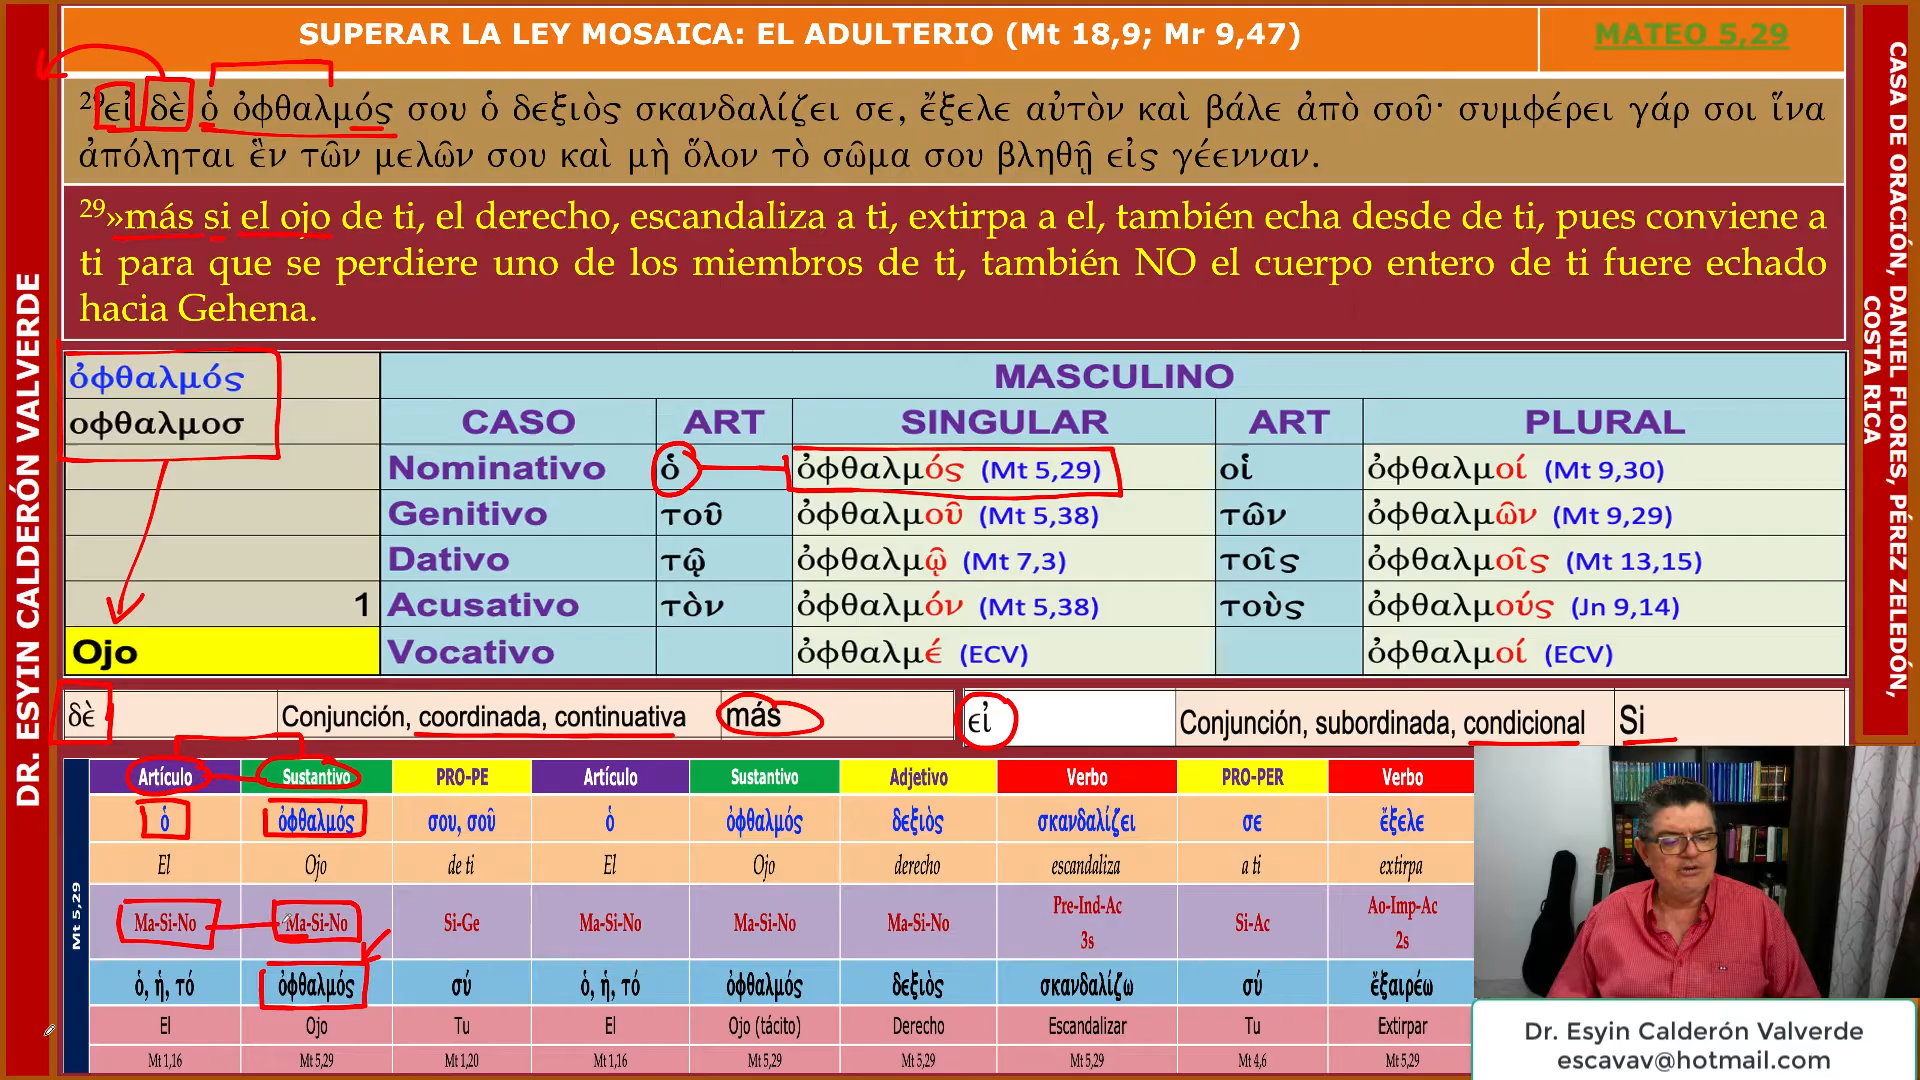 SUPERAR LA LEY MOSAICA: EL ADULTERIO (Mt 18,9; Mr 9,47)
MATEO 5,29
29 εἰ δὲ ὁ ὀφθαλμός σου ὁ δεξιὸς σκανδαλίζει σε, ἔξελε αὐτὸν καὶ βάλε ἀπὸ σοῦ· συμφέρει γάρ σοι ἵνα
ἀπόληται ἓν τῶν μελῶν σου καὶ μὴ ὅλον τὸ σῶμα σου βληθῇ εἰς γέενναν.
29»más si el ojo de ti, el derecho, escandaliza a ti, extirpa a el, también echa desde de ti, pues conviene a
ti para que se perdiere uno de los miembros de ti, también NO el cuerpo entero de ti fuere echado
hacia Gehena.
ὀφθαλμός MASCULINO
οφθαλμοσ CASO ART SINGULAR ART PLURAL
Nominativo ὁ ὀφθαλμός (Mt 5,29) οἱ ὀφθαλμοί (Mt 9,30)
Genitivo τοῦ ὀφθαλμοῦ (Mt 5,38) τῶν ὀφθαλμῶν (Mt 9,29)
Dativo τῷ ὀφθαλμῷ (Mt 7,3) τοῖς ὀφθαλμοῖς (Mt 13,15)
1 Acusativo τὸν ὀφθαλμόν (Mt 5,38) τοὺς ὀφθαλμούς (Jn 9,14)
Ojo Vocativo ὀφθαλμέ (ECV) ὀφθαλμοί (ECV)
δὲ Conjunción, coordinada, continuativa más εἰ Conjunción, subordinada, condicional Si
Artículo Sustantivo PRO-PE Artículo Sustantivo Adjetivo Verbo PRO-PER Verbo
ὁ ὀφθαλμός σου, σοῦ ὁ ὀφθαλμός δεξιὸς σκανδαλίζει σε ἔξελε
El Ojo de ti El Ojo derecho escandaliza a ti extirpa
Ma-Si-No Ma-Si-No Si-Ge Ma-Si-No Ma-Si-No Ma-Si-No Pre-Ind-Ac 3s Si-Ac Ao-Imp-Ac 2s
ὁ, ἡ, τό ὀφθαλμός σύ ὁ, ἡ, τό ὀφθαλμός δεξιὸς σκανδαλίζω σύ ἔξαιρέω
El Ojo Tu El Ojo (tácito) Derecho Escandalizar Tu Extirpar
Mt 1,16 Mt 5,29 Mt 1,20 Mt 1,16 Mt 5,29 Mt 5,29 Mt 5,29 Mt 4,6 Mt 5,29
Mt 5,29
DR. ESYIN CALDERÓN VALVERDE
CASA DE ORACIÓN, DANIEL FLORES, PÉREZ ZELEDÓN,
COSTA RICA
Dr. Esyin Calderón Valverde
escavav@hotmail.com